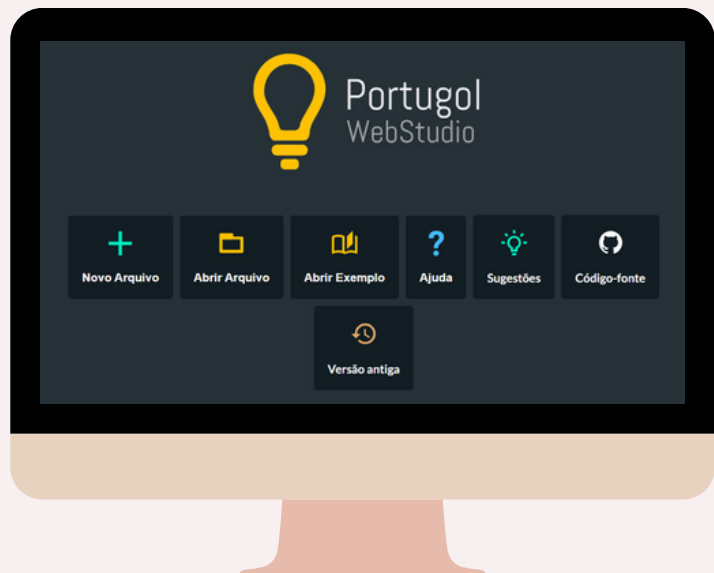 Portugol
WebStudio
Novo Arquivo
Abrir Arquivo
Abrir Exemplo
Ajuda
Sugestões
Código-fonte
Versão antiga